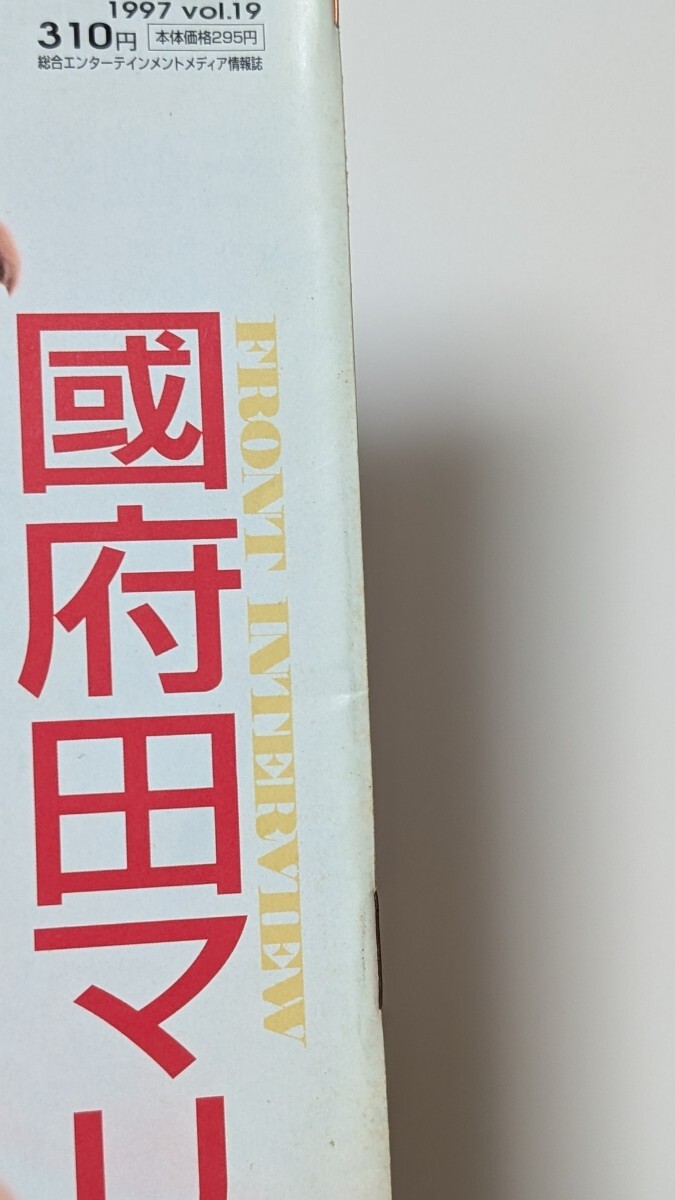 1997 vol.19
310円 本体価格295円
総合エンターテインメントメディア情報誌
FRONT INTERVIEW
國府田マ